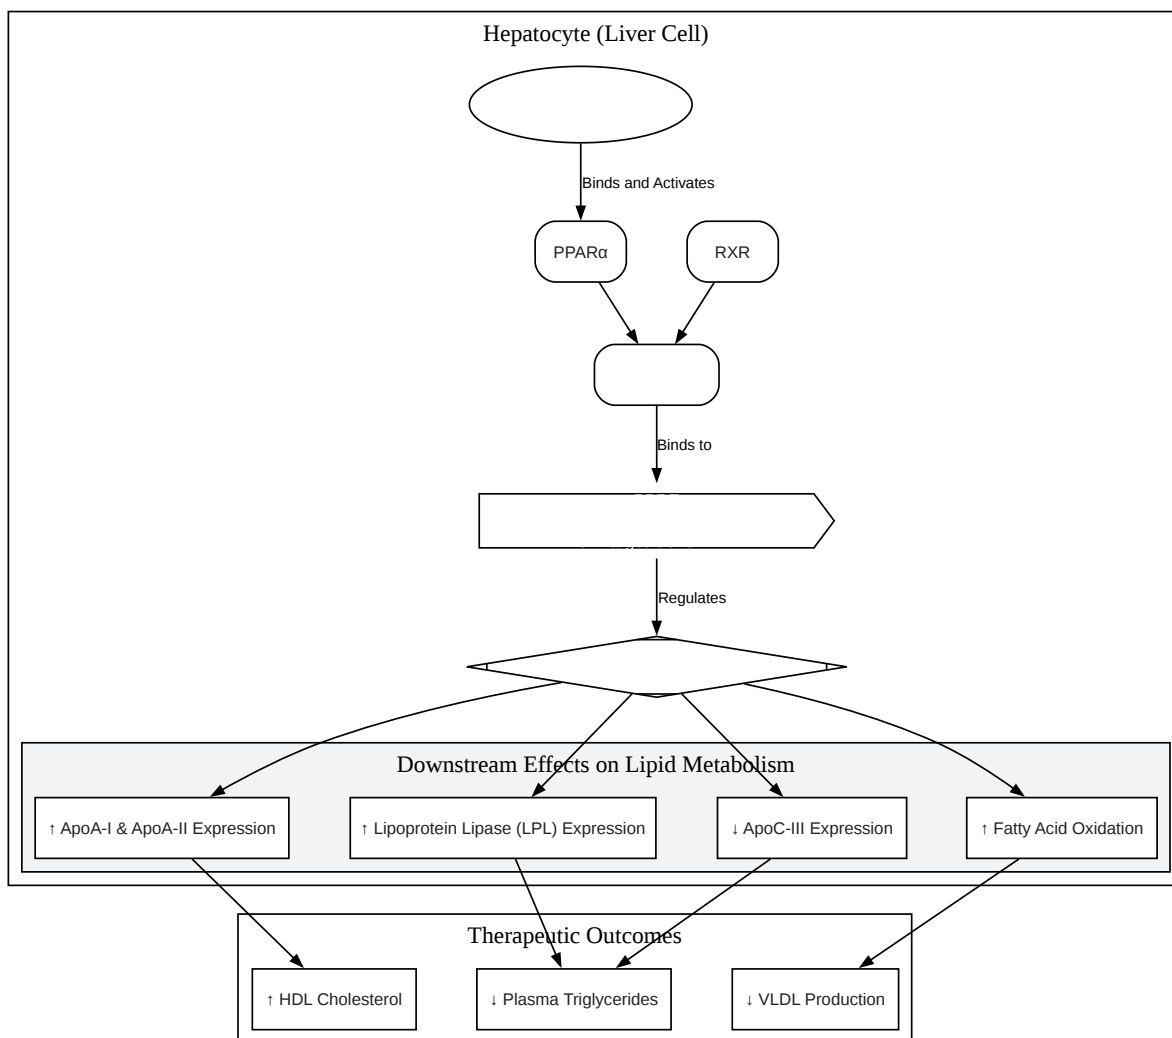 Hepatocyte (Liver Cell)
Binds and Activates
PPARα
RXR
Binds to
Regulates
Downstream Effects on Lipid Metabolism
↑ ApoA-I & ApoA-II Expression
↑ Lipoprotein Lipase (LPL) Expression
↓ ApoC-III Expression
↑ Fatty Acid Oxidation
Therapeutic Outcomes
↑ HDL Cholesterol
↓ Plasma Triglycerides
↓ VLDL Production